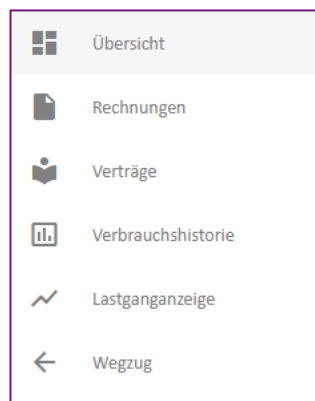 Übersicht
Rechnungen
Verträge
Verbrauchshistorie
Lastganganzeige
Wegzug